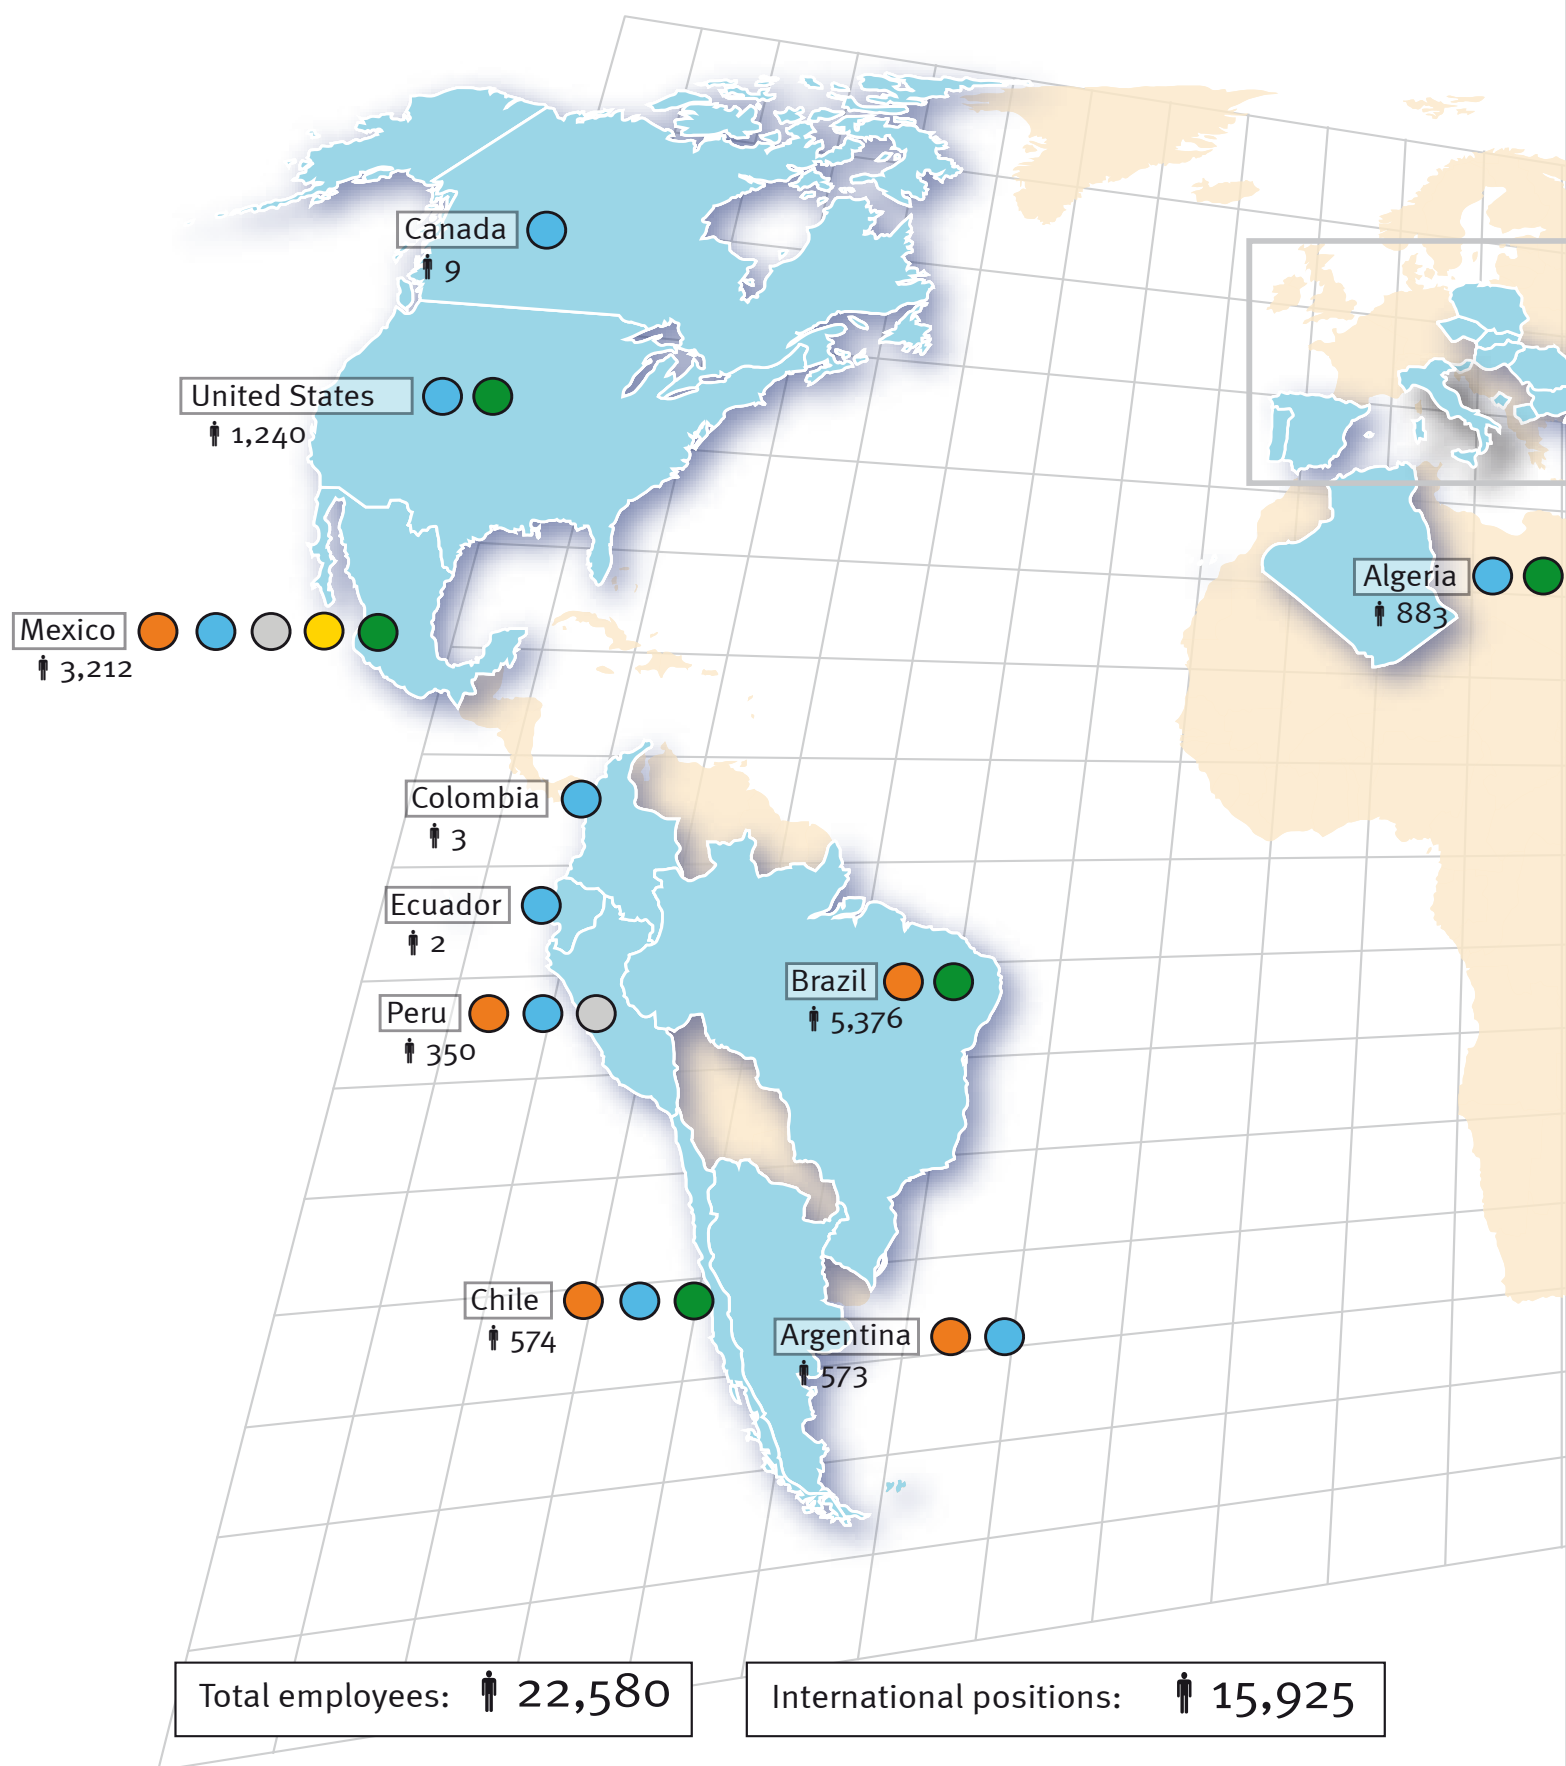 Canada
9
United States
1,240
Algeria
883
Mexico
3,212
Colombia
3
Ecuador
2
Brazil
5,376
Peru
350
Chile
574
Argentina
573
Total employees: 22,580
International positions: 15,925